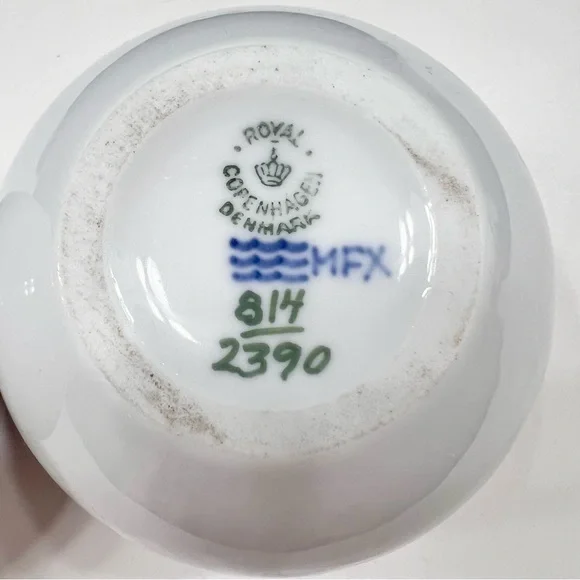 ROYAL
COPENHAGEN
DENMARK
MFX
814
2390